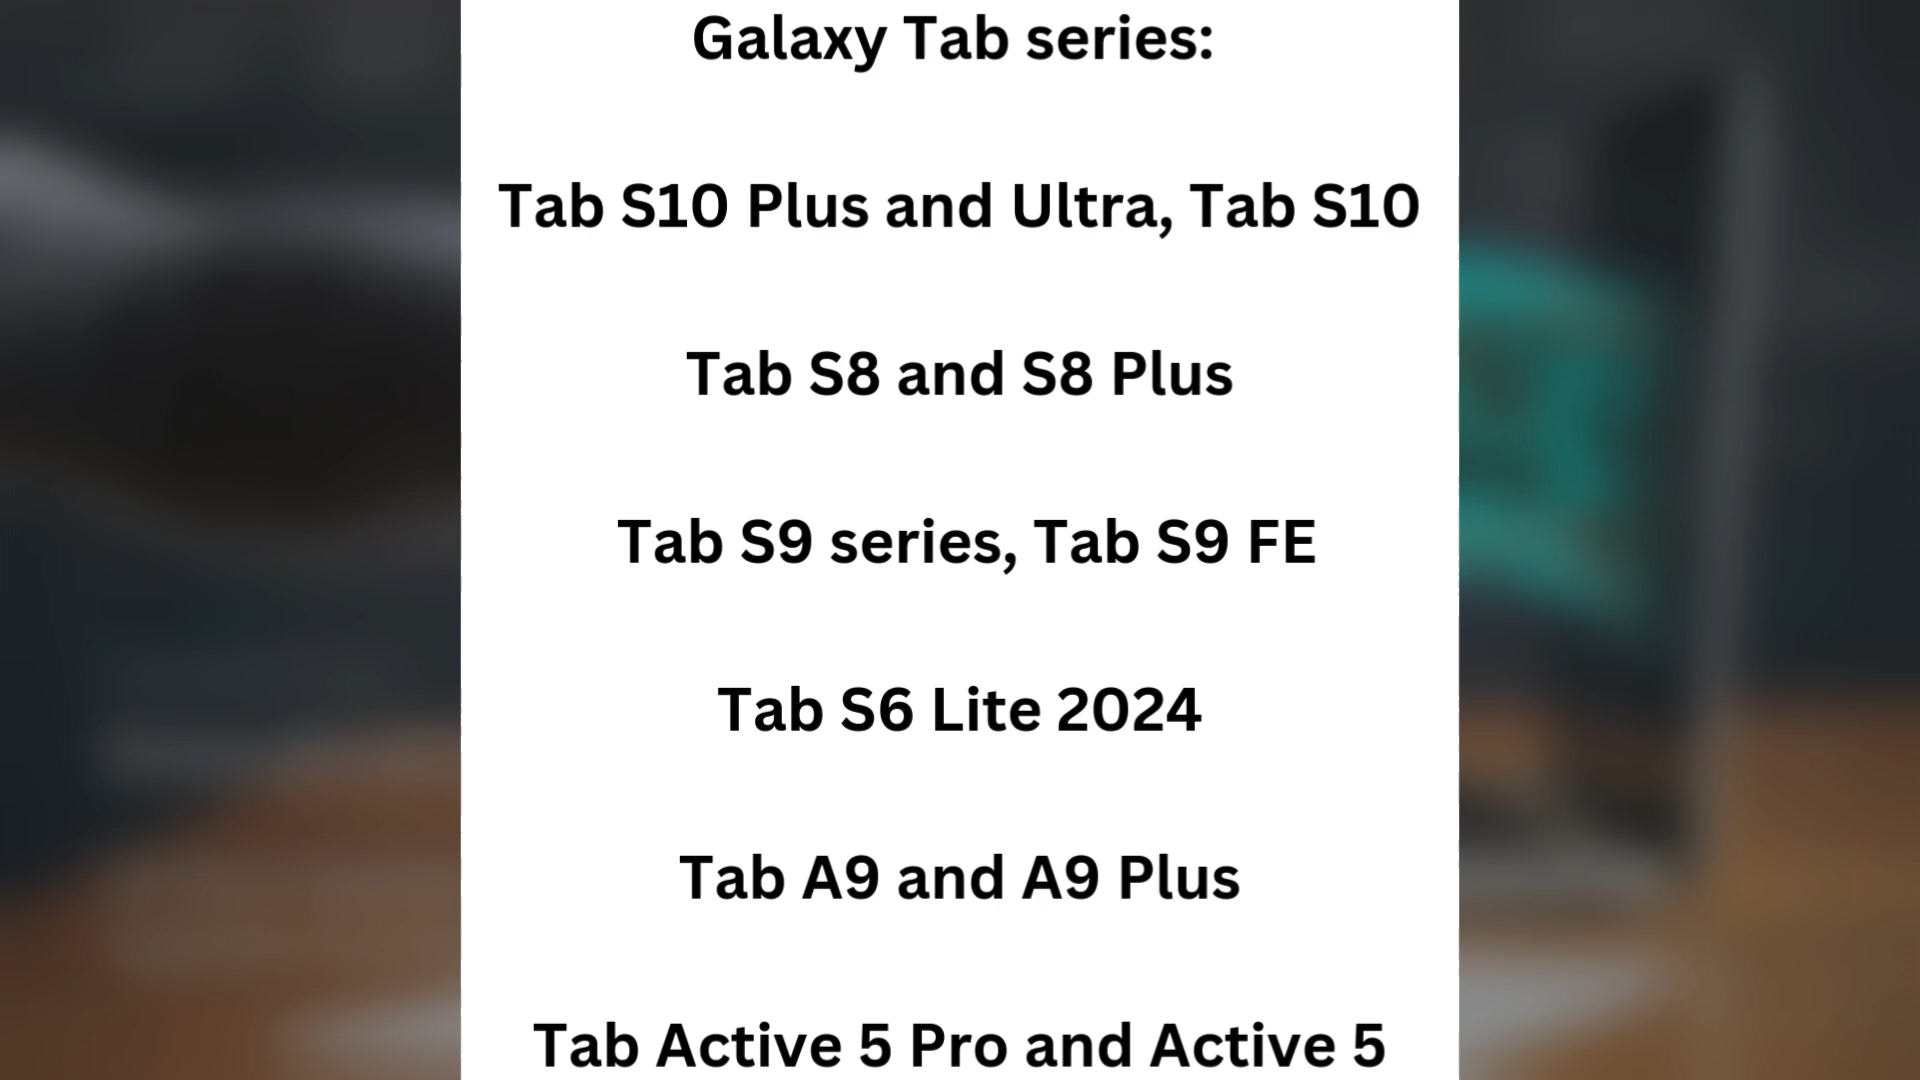 Galaxy Tab series:
Tab S10 Plus and Ultra, Tab S10
Tab S8 and S8 Plus
Tab S9 series, Tab S9 FE
Tab S6 Lite 2024
Tab A9 and A9 Plus
Tab Active 5 Pro and Active 5